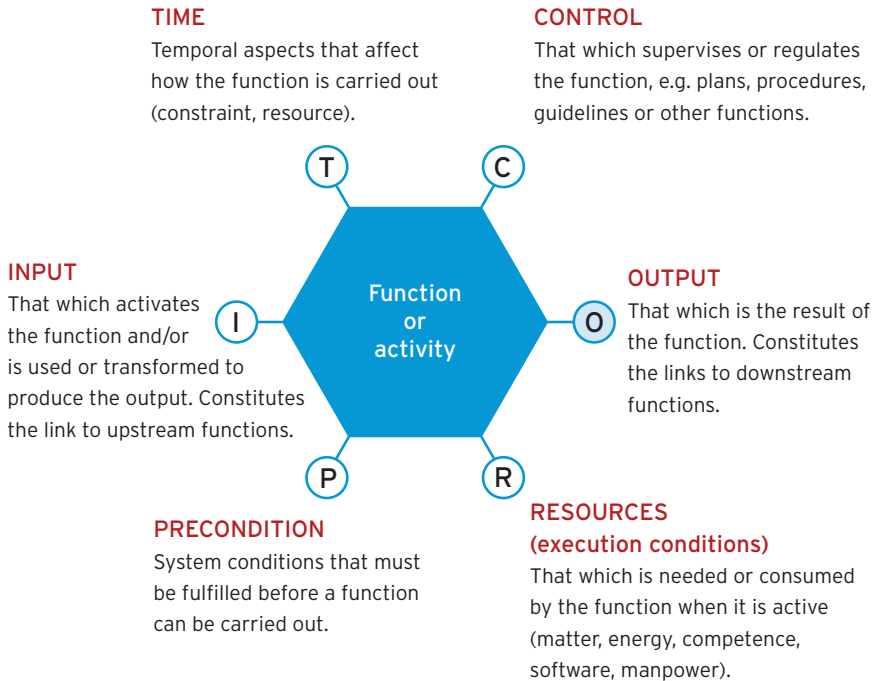 TIME
Temporal aspects that affect
how the function is carried out
(constraint, resource).
CONTROL
That which supervises or regulates
the function, e.g. plans, procedures,
guidelines or other functions.
T
C
INPUT
That which activates
the function and/or
is used or transformed to
produce the output. Constitutes
the link to upstream functions.
I
Function
or
activity
O
OUTPUT
That which is the result of
the function. Constitutes
the links to downstream
functions.
P
R
PRECONDITION
System conditions that must
be fulfilled before a function
can be carried out.
RESOURCES
(execution conditions)
That which is needed or consumed
by the function when it is active
(matter, energy, competence,
software, manpower).